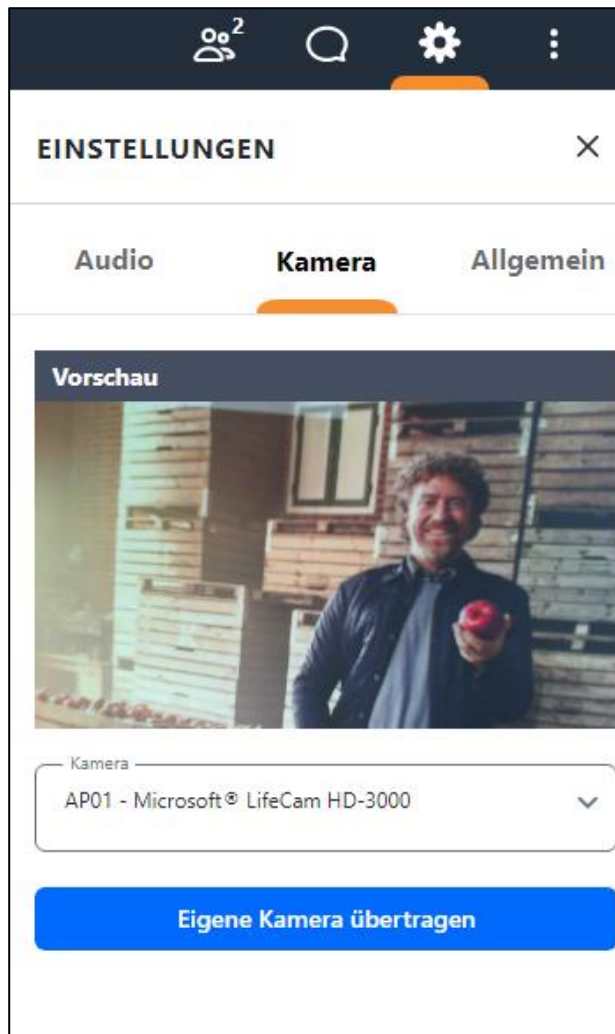 2
EINSTELLUNGEN
Audio Kamera Allgemein
Vorschau
Kamera
AP01 - Microsoft® LifeCam HD-3000
Eigene Kamera übertragen